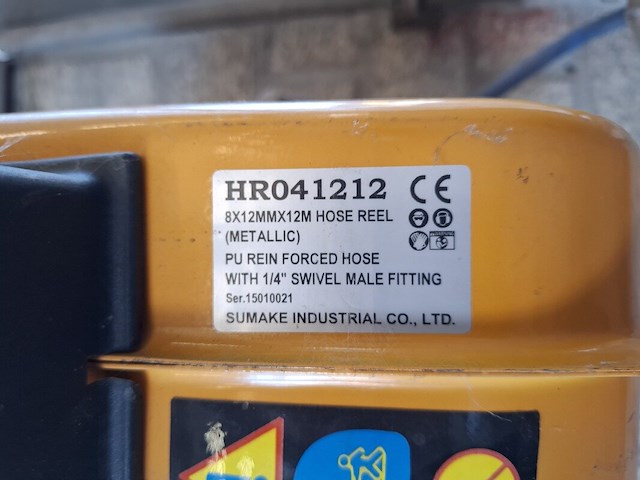 HR041212 CE
8X12MMX12M HOSE REEL
(METALLIC)
PU REIN FORCED HOSE
WITH 1/4" SWIVEL MALE FITTING
Ser.15010021
SUMAKE INDUSTRIAL CO., LTD.